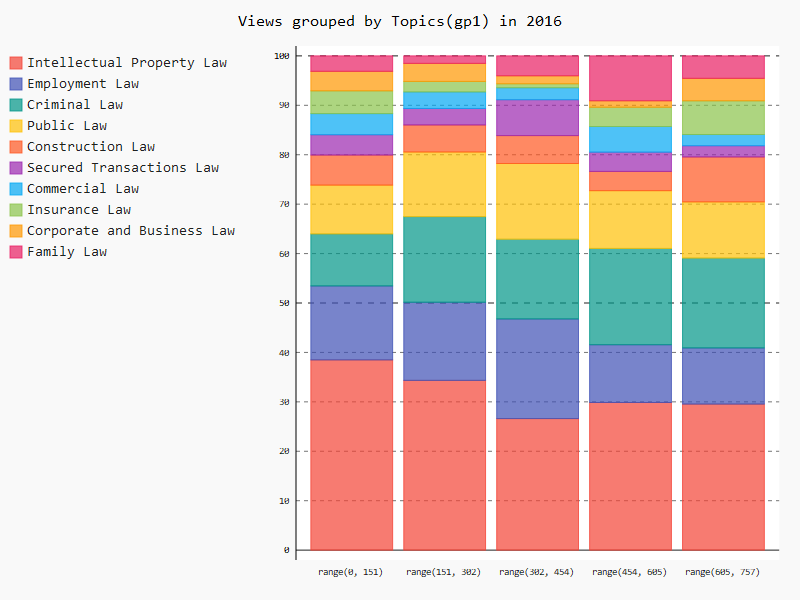 Views grouped by Topics(gp1) in 2016
Intellectual Property Law
Employment Law
Criminal Law
Public Law
Construction Law
Secured Transactions Law
Commercial Law
Insurance Law
Corporate and Business Law
Family Law
100
90
80
70
60
50
40
30
20
10
0
range(0, 151) range(151, 302) range(302, 454) range(454, 605) range(605, 757)